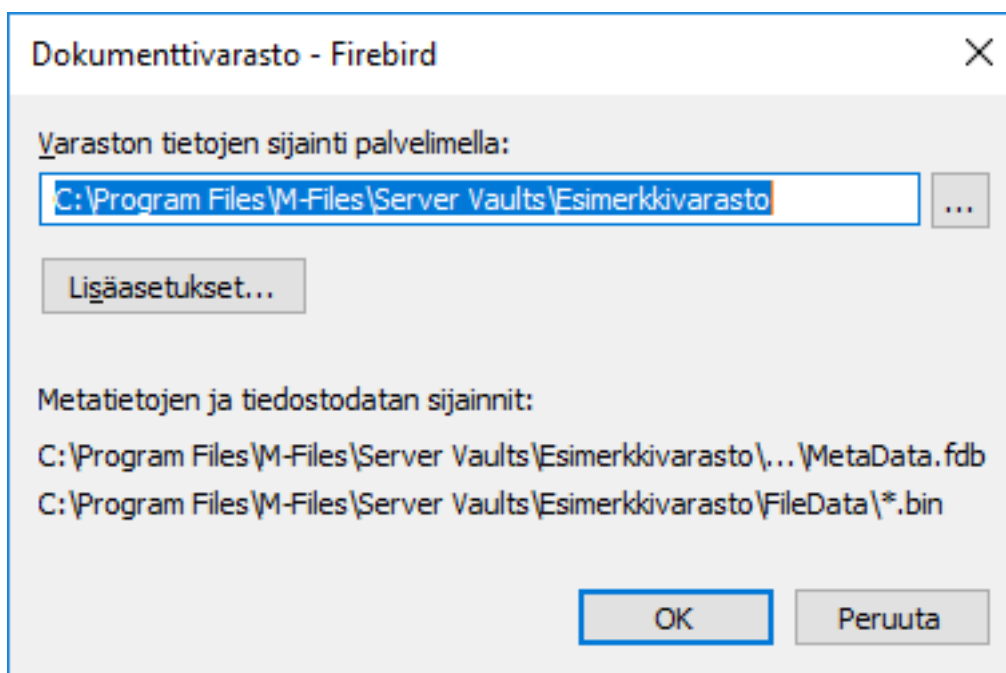 Dokumenttivarasto - Firebird
Varaston tietojen sijainti palvelimella:
C:\Program Files\M-Files\Server Vaults\Esimerkkivarasto
...
Lisäasetukset...
Metatietojen ja tiedostodatan sijainnit:
C:\Program Files\M-Files\Server Vaults\Esimerkkivarasto\...\MetaData.fdb
C:\Program Files\M-Files\Server Vaults\Esimerkkivarasto\FileData\*.bin
OK Peruuta